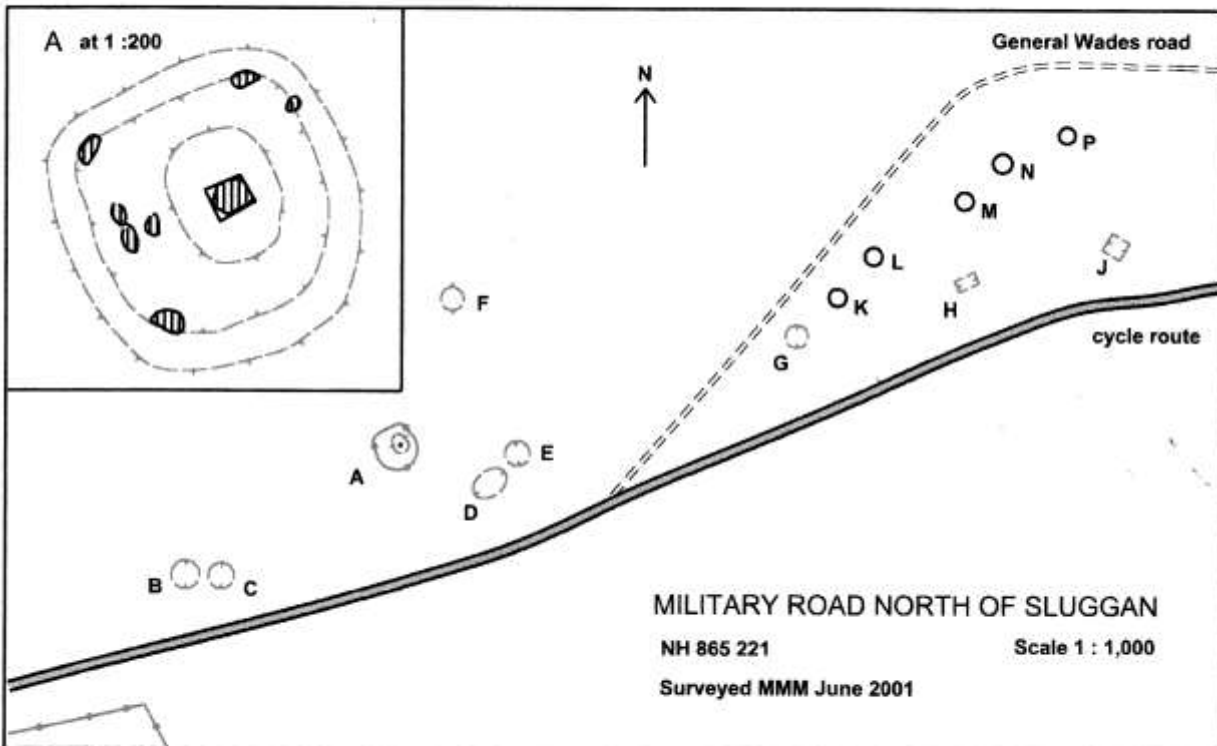 A at 1 :200
General Wades road
N
P
N
M
L
J
F
K
H
cycle route
G
A
E
D
B
C
MILITARY ROAD NORTH OF SLUGGAN
NH 865 221
Scale 1 : 1,000
Surveyed MMM June 2001